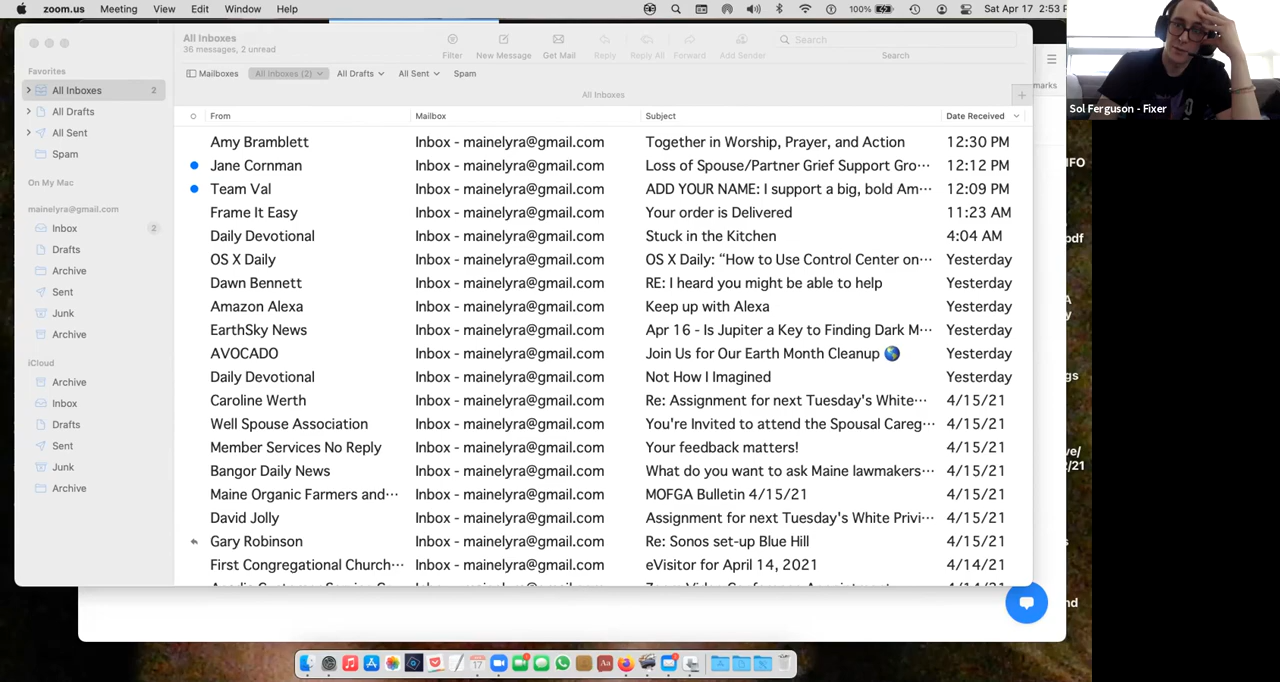 zoom.us Meeting View Edit Window Help 100% Sat Apr 17 2:53
All Inboxes
36 messages, 2 unread
Filter New Message Get Mail Reply Reply All Forward Add Sender Search
Search
Mailboxes All Inboxes (2) All Drafts All Sent Spam
All Inboxes
Favorites
All Inboxes 2
All Drafts
All Sent
Spam
On My Mac
mainelyra@gmail.com
Inbox 2
Drafts
Archive
Sent
Junk
Archive
iCloud
Archive
Inbox
Drafts
Sent
Junk
Archive
From Mailbox Subject Date Received
Amy Bramblett Inbox - mainelyra@gmail.com Together in Worship, Prayer, and Action 12:30 PM
Jane Cornman Inbox - mainelyra@gmail.com Loss of Spouse/Partner Grief Support Gro··· 12:12 PM
Team Val Inbox - mainelyra@gmail.com ADD YOUR NAME: I support a big, bold Am··· 12:09 PM
Frame It Easy Inbox - mainelyra@gmail.com Your order is Delivered 11:23 AM
Daily Devotional Inbox - mainelyra@gmail.com Stuck in the Kitchen 4:04 AM
OS X Daily Inbox - mainelyra@gmail.com OS X Daily: “How to Use Control Center on··· Yesterday
Dawn Bennett Inbox - mainelyra@gmail.com RE: I heard you might be able to help Yesterday
Amazon Alexa Inbox - mainelyra@gmail.com Keep up with Alexa Yesterday
EarthSky News Inbox - mainelyra@gmail.com Apr 16 - Is Jupiter a Key to Finding Dark M··· Yesterday
AVOCADO Inbox - mainelyra@gmail.com Join Us for Our Earth Month Cleanup 🌎 Yesterday
Daily Devotional Inbox - mainelyra@gmail.com Not How I Imagined Yesterday
Caroline Werth Inbox - mainelyra@gmail.com Re: Assignment for next Tuesday's White··· 4/15/21
Well Spouse Association Inbox - mainelyra@gmail.com You're Invited to attend the Spousal Careg··· 4/15/21
Member Services No Reply Inbox - mainelyra@gmail.com Your feedback matters! 4/15/21
Bangor Daily News Inbox - mainelyra@gmail.com What do you want to ask Maine lawmakers··· 4/15/21
Maine Organic Farmers and··· Inbox - mainelyra@gmail.com MOFGA Bulletin 4/15/21 4/15/21
David Jolly Inbox - mainelyra@gmail.com Assignment for next Tuesday's White Privi··· 4/15/21
Gary Robinson Inbox - mainelyra@gmail.com Re: Sonos set-up Blue Hill 4/15/21
First Congregational Church··· Inbox - mainelyra@gmail.com eVisitor for April 14, 2021 4/14/21
Sol Ferguson - Fixer
marks
NFO
pdf
A
y
gs
ve/
2/21
s
nd
17
Aa